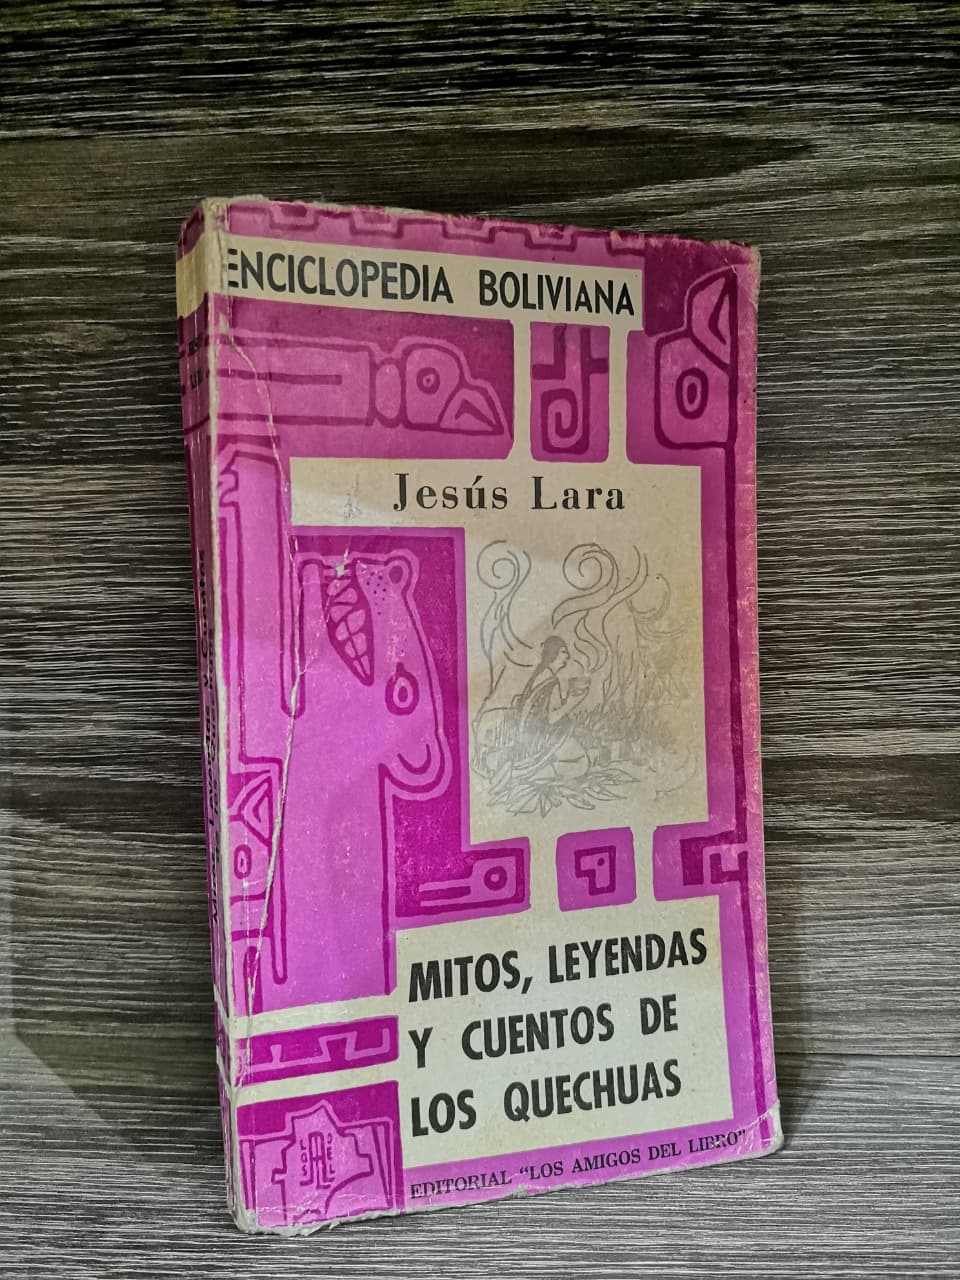 ENCICLOPEDIA BOLIVIANA
Jesús Lara
MITOS, LEYENDAS
Y CUENTOS DE
LOS QUECHUAS
EDITORIAL "LOS AMIGOS DEL LIBRO"